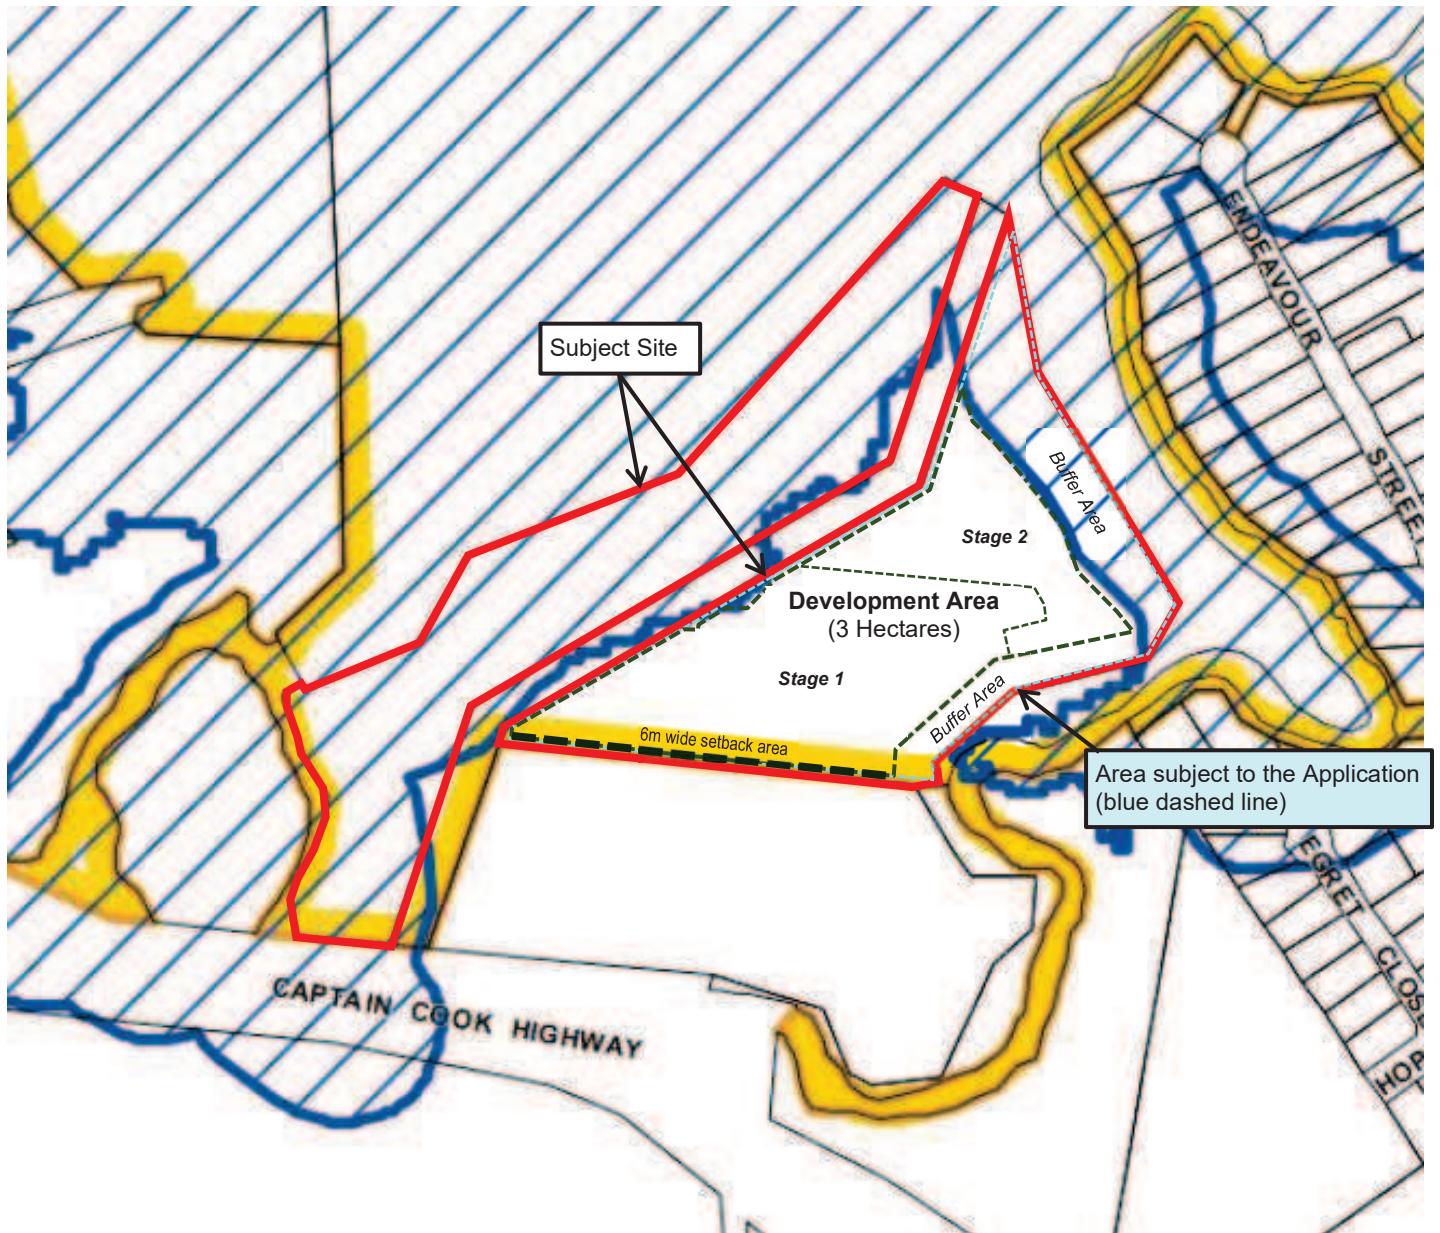 ENDEAVOUR
STREET
Subject Site
Buffer Area
Stage 2
Development Area
(3 Hectares)
Stage 1
Buffer Area
6m wide setback area
Area subject to the Application
(blue dashed line)
EGRET CLOSE
CAPTAIN COOK HIGHWAY